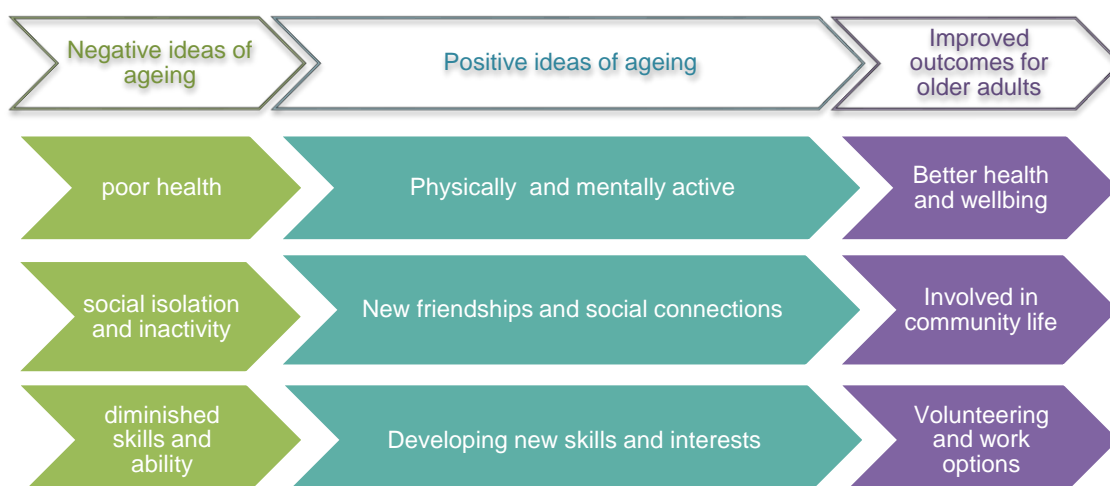 Negative ideas of
ageing
Positive ideas of ageing
Improved
outcomes for
older adults
poor health
Physically and mentally active
Better health
and wellbing
social isolation
and inactivity
New friendships and social connections
Involved in
community life
diminished
skills and
ability
Developing new skills and interests
Volunteering
and work
options